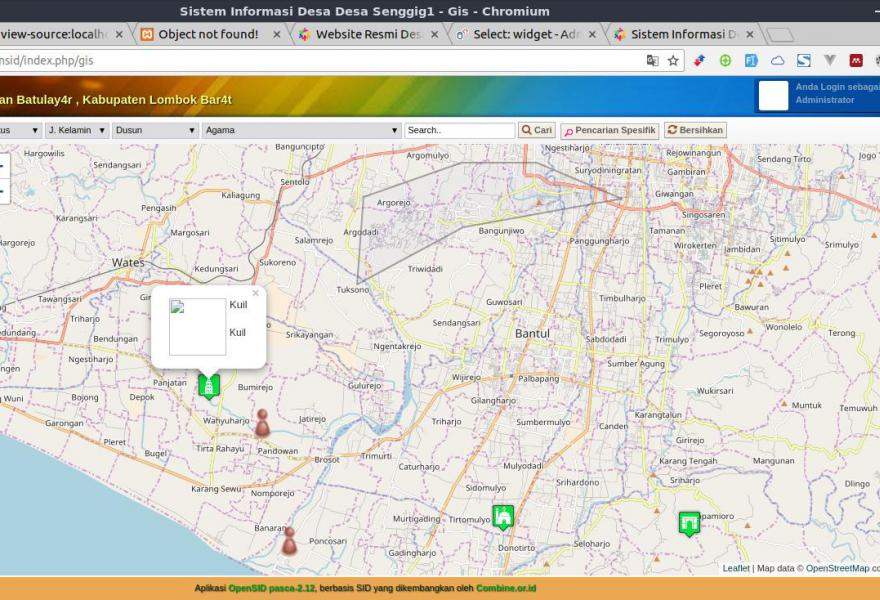 Sistem Informasi Desa Desa Senggig1 - Gis - Chromium
view-source:localh × Object not found! × Website Resmi Des × Select: widget - Adn × Sistem Informasi D ×
nsid/index.php/gis
an Batulay4r , Kabupaten Lombok Bar4t
Anda Login sebaga
Administrator
tus J. Kelamin Dusun Agama Search.. Cari Pencarian Spesifik Bersihkan
Hargowilis
Sendangsari
Banguncipto
Sentolo
Argomulyo
Ngestiharjo
Suryodiningratan
Rejowinangun
Gambiran
Sendang Tirto
Jogo T
Pengasih
Kaliagung
Argorejo
Giwangan
Karangsari
Margosari
Salamrejo
Argodadi
Bangunjiwo
Panggungharjo
Tamanan
Singosaren
Wirokerten
Jambidan
Sitimulyo
Srimulyo
Hargorejo
Wates
Kedungsari
Sukoreno
Tuksono
Triwidadi
Pleret
Tawangsari
Gir
Guwosari
Timbulharjo
Bawuran
Kuil
Kuil
Triharjo
Bendungan
Srikayangan
Sendangsari
Bantul
Sabdodadi
Segoroyoso
Wonolelo
Terong
Ngestiharjo
Ngentakrejo
Sumber Agung
Panjatan
Bumirejo
Gulurejo
Wijirejo
Palbapang
Wukirsari
Bojong
Depok
Gilangharjo
Karangtalun
Muntuk
Temuwuh
Garongan
Wahyuharjo
Jatirejo
Triharjo
Sumbermulyo
Canden
Pleret
Tirta Rahayu
Pandowan
Girirejo
Bugel
Brosot
Trimurti
Caturharjo
Mulyodadi
Karang Tengah
Mangunan
Karang Sewu
Nomporejo
Sidomulyo
Srihardono
Sriharjo
Dlingo
Banaran
Murtigading
Tirtomulyo
Poncosari
Gadingharjo
Donotirto
Seloharjo
Leaflet | Map data © OpenStreetMap co
Aplikasi OpenSID pasca-2.12, berbasis SID yang dikembangkan oleh Combine.or.id